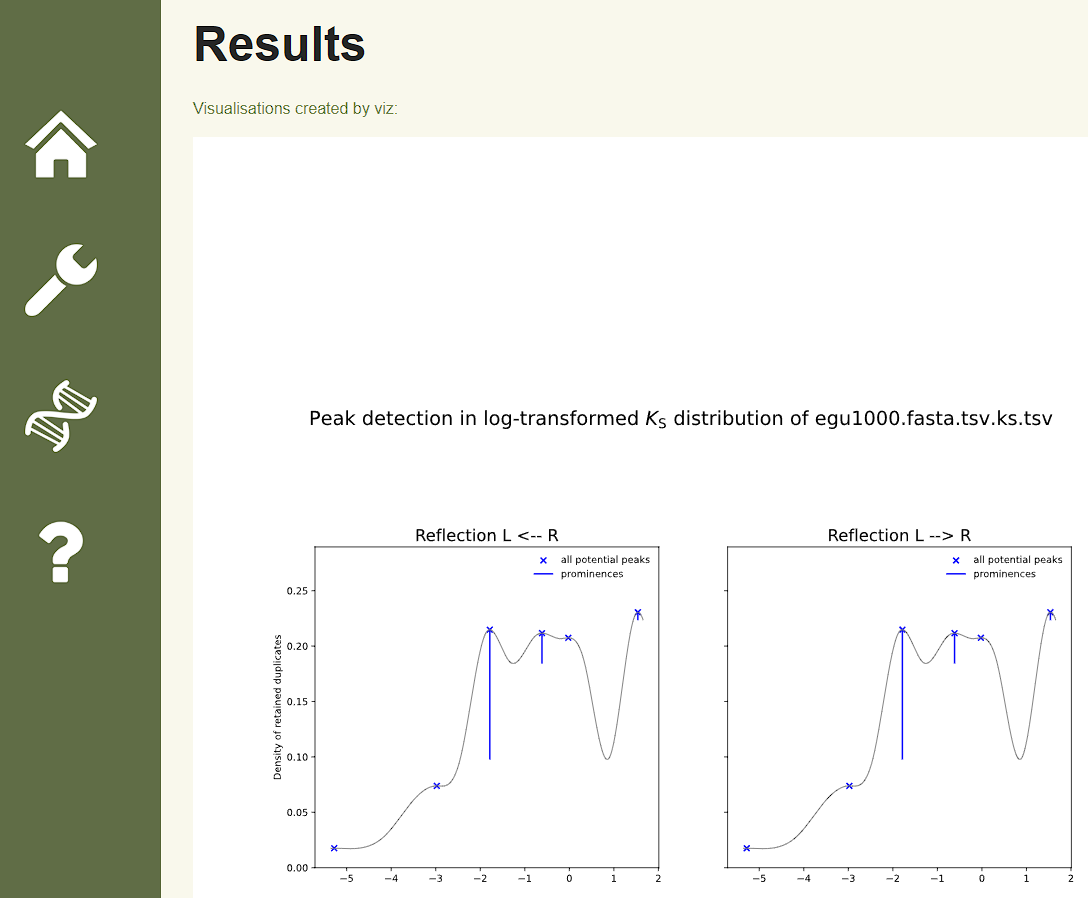 Results
Visualisations created by viz:
Peak detection in log-transformed KS distribution of egu1000.fasta.tsv.ks.tsv
Reflection L <-- R
all potential peaks
prominences
Density of retained duplicates
0.25
0.20
0.15
0.10
0.05
0.00
−5 −4 −3 −2 −1 0 1 2
Reflection L --> R
all potential peaks
prominences
−5 −4 −3 −2 −1 0 1 2